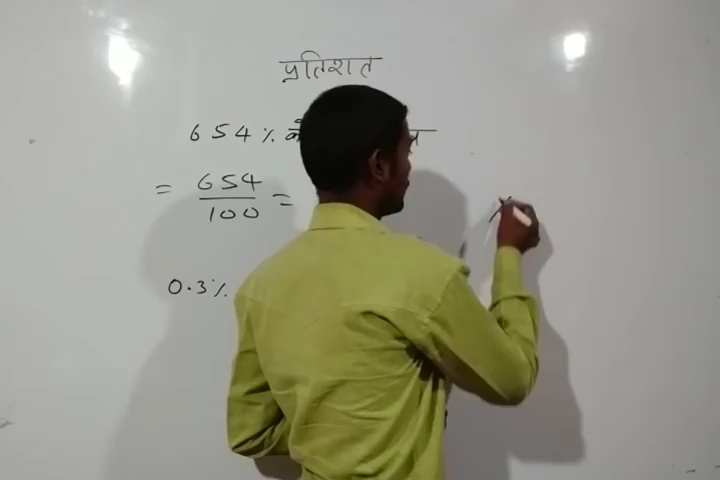 प्रतिशत
654%
= 654/100 =
0.3%